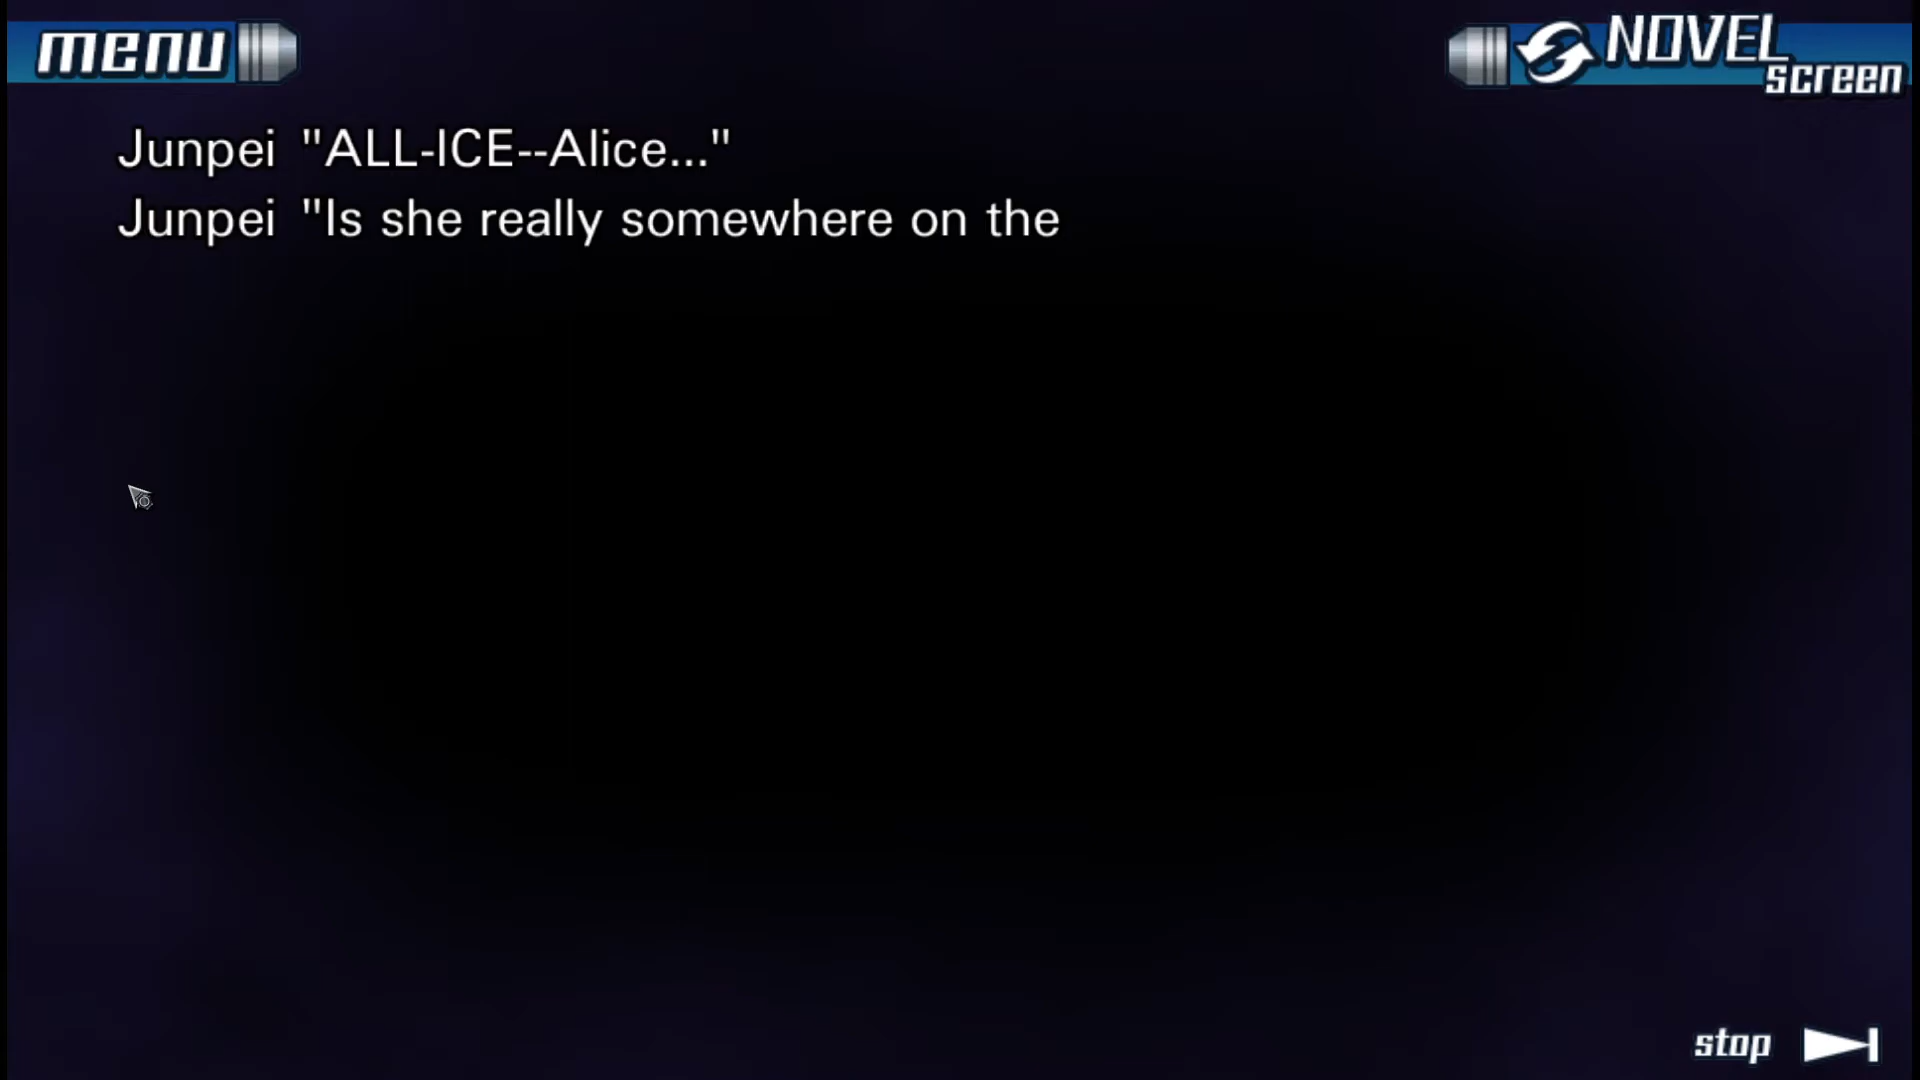 menu
NOVEL
screen
Junpei "ALL-ICE--Alice..."
Junpei "Is she really somewhere on the
stop